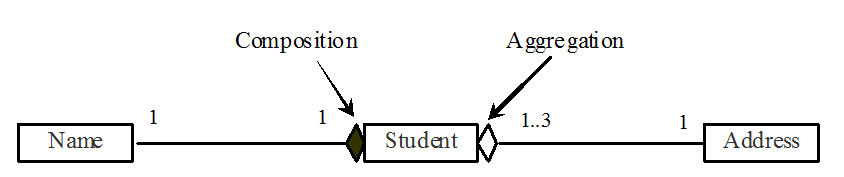 Composition Aggregation
1 1 1..3 1
Name Student Address